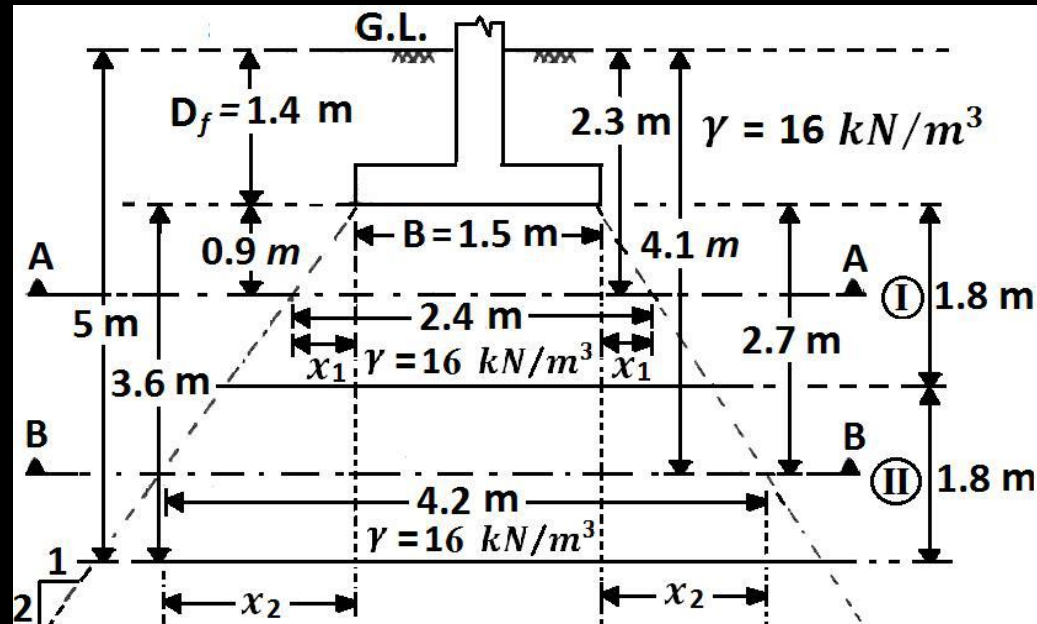 G.L.
D_f = 1.4 m
2.3 m
γ = 16 kN/m³
0.9 m
B = 1.5 m
4.1 m
A
A
I
1.8 m
5 m
2.4 m
2.7 m
x₁
γ = 16 kN/m³
x₁
3.6 m
B
B
II
1.8 m
4.2 m
γ = 16 kN/m³
1
2
x₂
x₂